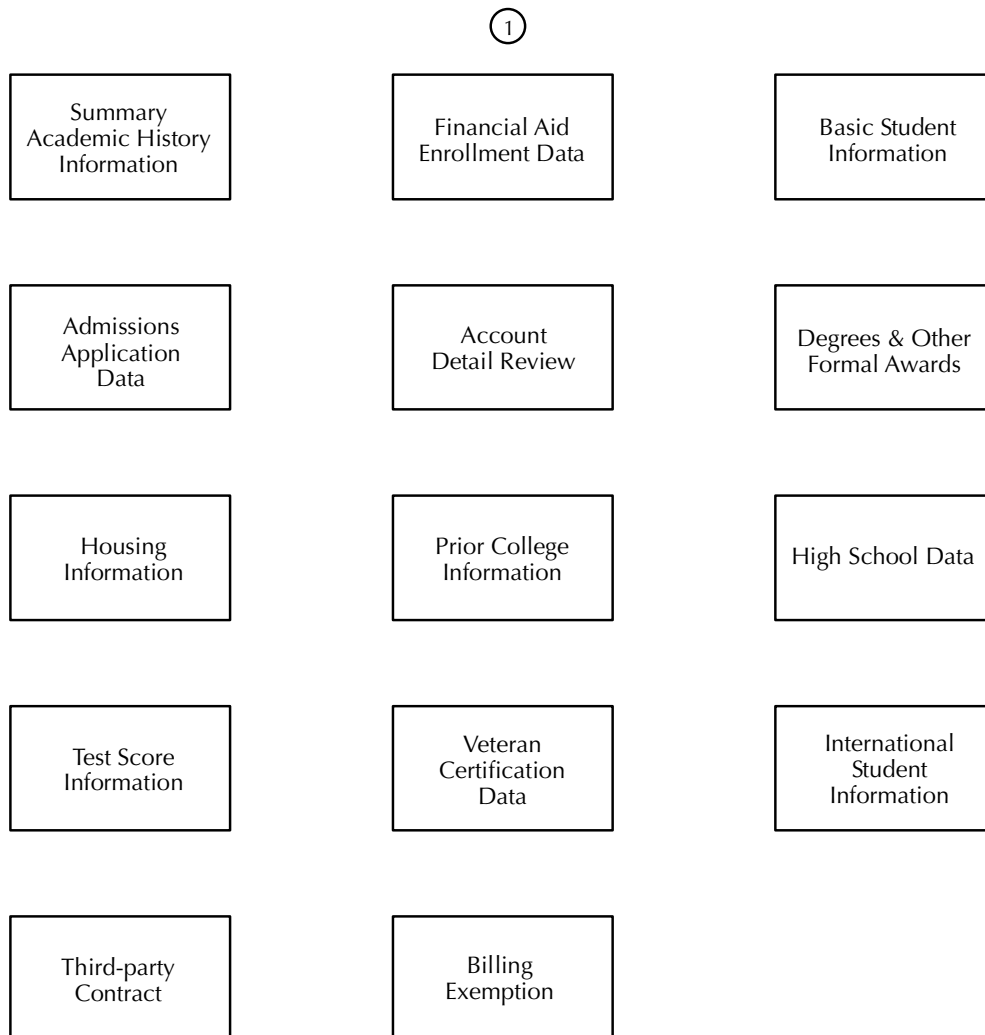 1
Summary
Academic History
Information
Financial Aid
Enrollment Data
Basic Student
Information
Admissions
Application
Data
Account
Detail Review
Degrees & Other
Formal Awards
Housing
Information
Prior College
Information
High School Data
Test Score
Information
Veteran
Certification
Data
International
Student
Information
Third-party
Contract
Billing
Exemption